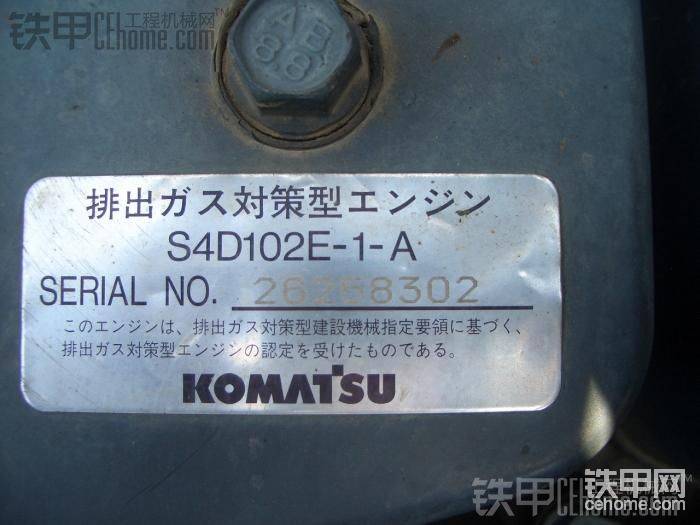 铁甲 工程机械网
CEhome.com
排出ガス対策型エンジン
S4D102E-1-A
SERIAL NO. 26268302
このエンジンは、排出ガス対策型建設機械指定要領に基づく、
排出ガス対策型エンジンの認定を受けたものである。
KOMATSU
铁甲 CEhome.com
铁甲网
cehome.com